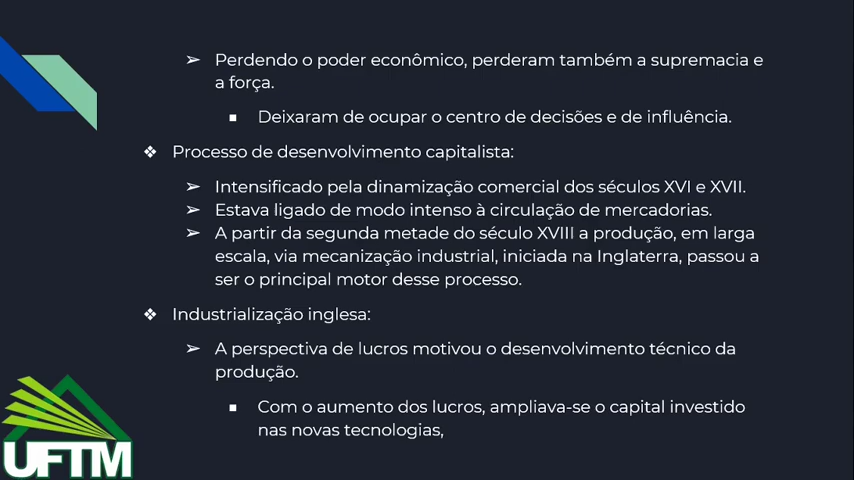 ➢ Perdendo o poder econômico, perderam também a supremacia e
a força.
▪ Deixaram de ocupar o centro de decisões e de influência.
❖ Processo de desenvolvimento capitalista:
➢ Intensificado pela dinamização comercial dos séculos XVI e XVII.
➢ Estava ligado de modo intenso à circulação de mercadorias.
➢ A partir da segunda metade do século XVIII a produção, em larga
escala, via mecanização industrial, iniciada na Inglaterra, passou a
ser o principal motor desse processo.
❖ Industrialização inglesa:
➢ A perspectiva de lucros motivou o desenvolvimento técnico da
produção.
▪ Com o aumento dos lucros, ampliava-se o capital investido
nas novas tecnologias,
UFTM